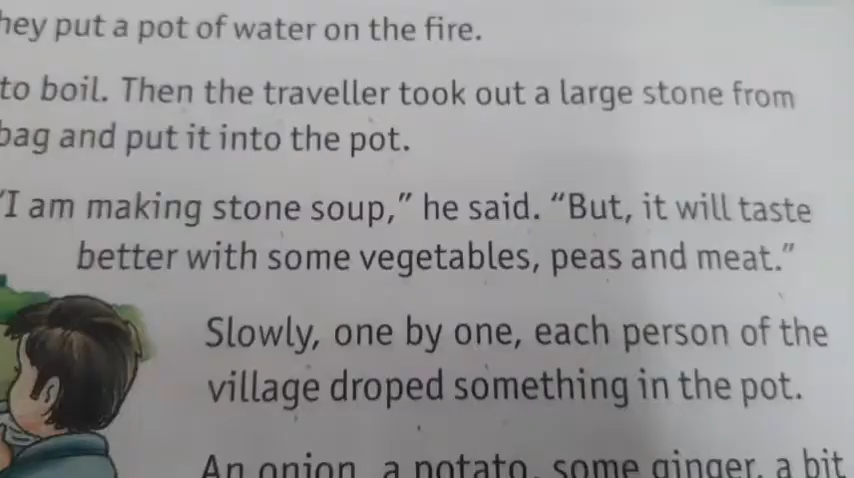 hey put a pot of water on the fire.
to boil. Then the traveller took out a large stone from
bag and put it into the pot.
“I am making stone soup,” he said. “But, it will taste
better with some vegetables, peas and meat.”
Slowly, one by one, each person of the
village droped something in the pot.
An onion, a potato, some ginger, a bit